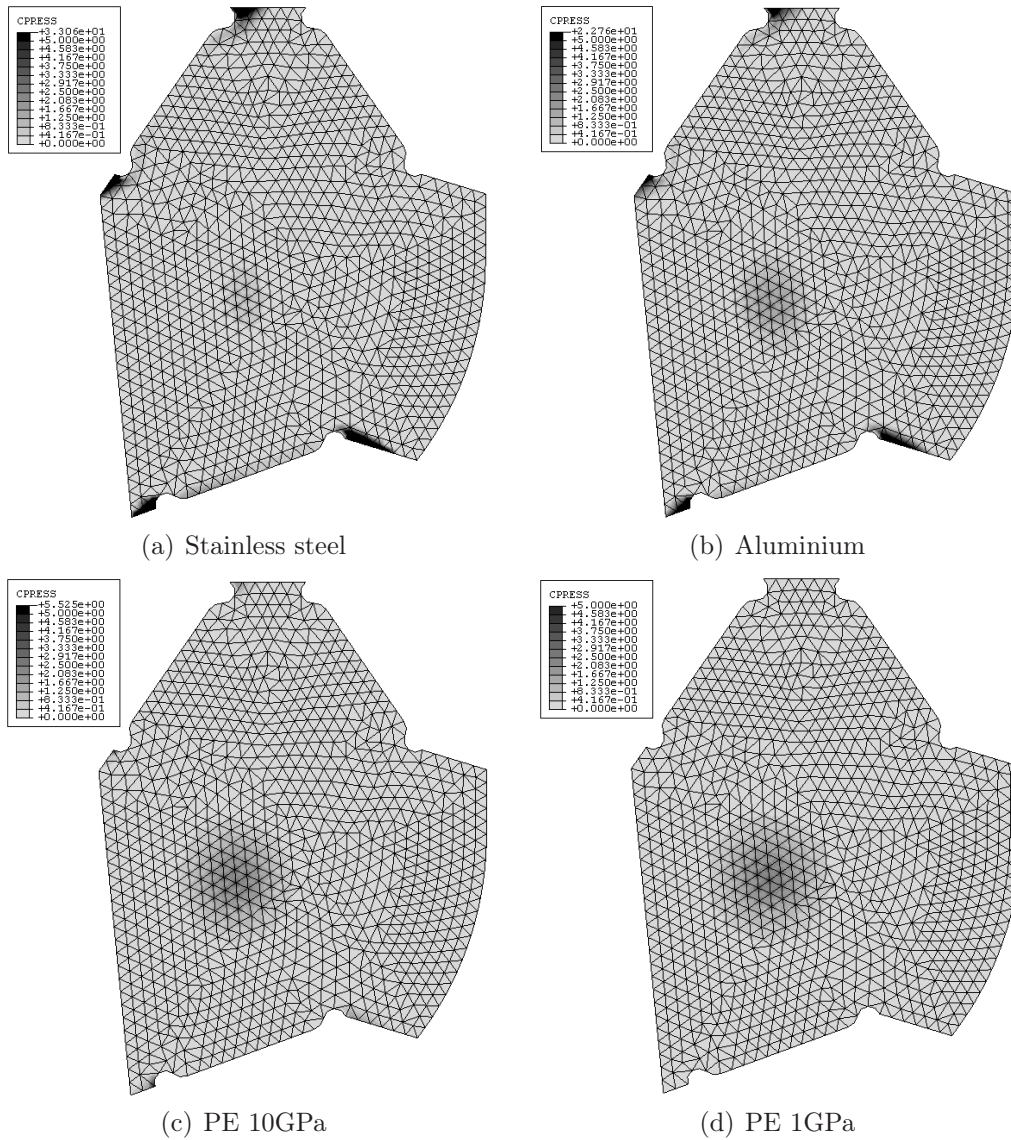 CPRESS
+3.306e+01
+5.000e+00
+4.583e+00
+4.167e+00
+3.750e+00
+3.333e+00
+2.917e+00
+2.500e+00
+2.083e+00
+1.667e+00
+1.250e+00
+8.333e-01
+4.167e-01
+0.000e+00
(a) Stainless steel
CPRESS
+2.276e+01
+5.000e+00
+4.583e+00
+4.167e+00
+3.750e+00
+3.333e+00
+2.917e+00
+2.500e+00
+2.083e+00
+1.667e+00
+1.250e+00
+8.333e-01
+4.167e-01
+0.000e+00
(b) Aluminium
CPRESS
+5.525e+00
+5.000e+00
+4.583e+00
+4.167e+00
+3.750e+00
+3.333e+00
+2.917e+00
+2.500e+00
+2.083e+00
+1.667e+00
+1.250e+00
+8.333e-01
+4.167e-01
+0.000e+00
(c) PE 10GPa
CPRESS
+5.000e+00
+4.583e+00
+4.167e+00
+3.750e+00
+3.333e+00
+2.917e+00
+2.500e+00
+2.083e+00
+1.667e+00
+1.250e+00
+8.333e-01
+4.167e-01
+0.000e+00
(d) PE 1GPa